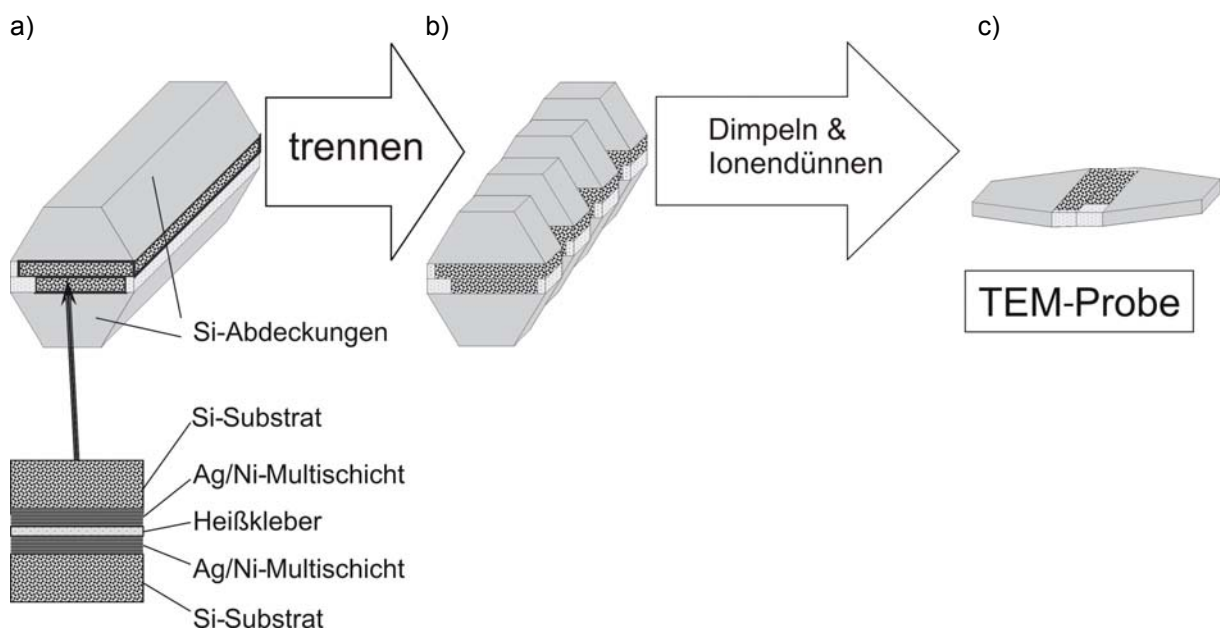 a)
b)
c)
trennen
Dimpeln &
Ionendünnen
Si-Abdeckungen
TEM-Probe
Si-Substrat
Ag/Ni-Multischicht
Heißkleber
Ag/Ni-Multischicht
Si-Substrat